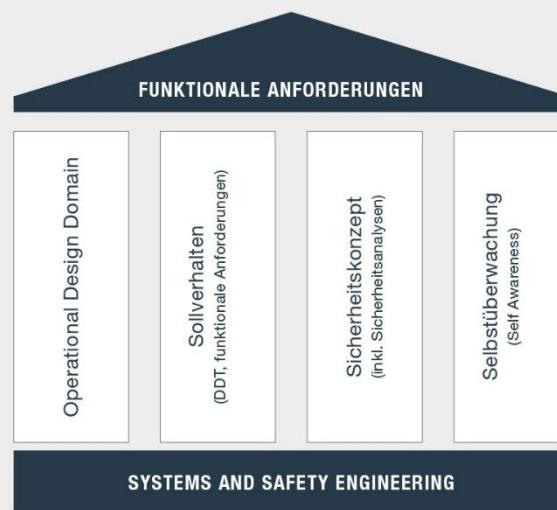 FUNKTIONALE ANFORDERUNGEN
Operational Design Domain
Sollverhalten
(DDT, funktionale Anforderungen)
Sicherheitskonzept
(inkl. Sicherheitsanalysen)
Selbstüberwachung
(Self Awareness)
SYSTEMS AND SAFETY ENGINEERING